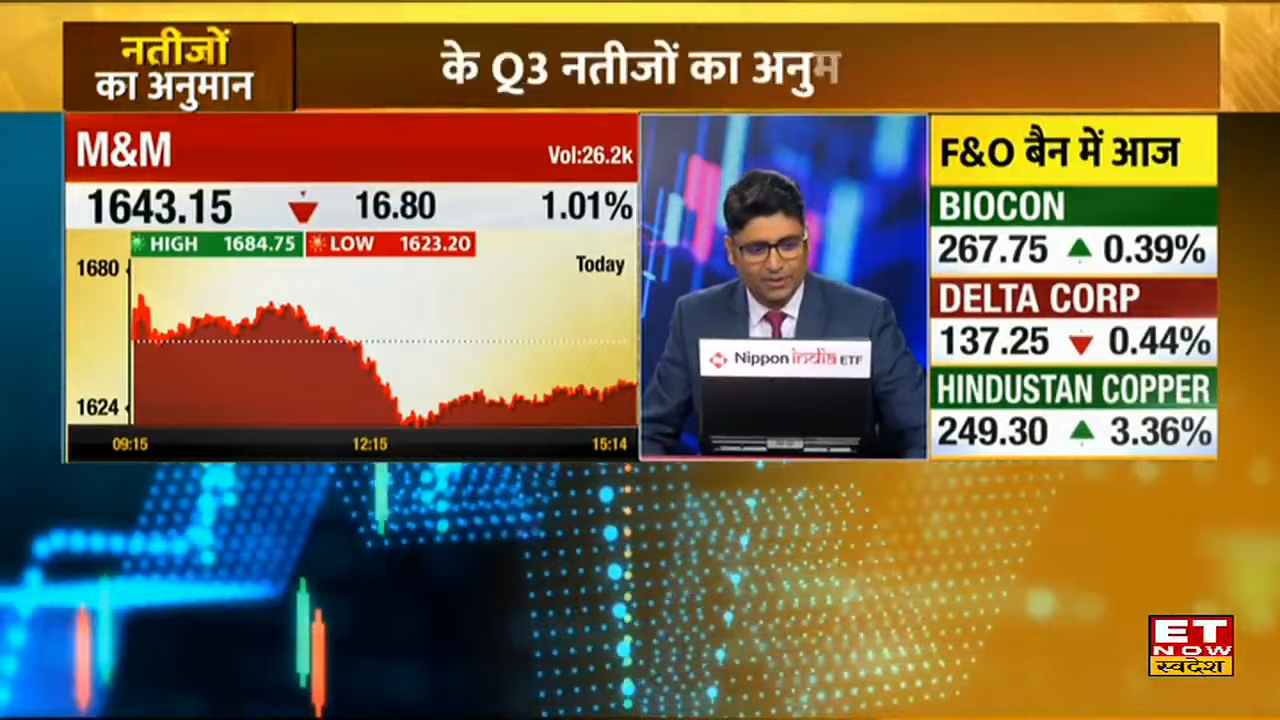 नतीजों
का अनुमान
के Q3 नतीजों का अनुम
M&M
Vol:26.2k
1643.15 16.80 1.01%
HIGH 1684.75 LOW 1623.20
Today
1680
1624
09:15 12:15 15:14
Nippon india ETF
F&O बैन में आज
BIOCON
267.75 0.39%
DELTA CORP
137.25 0.44%
HINDUSTAN COPPER
249.30 3.36%
ET
NOW
स्वदेश